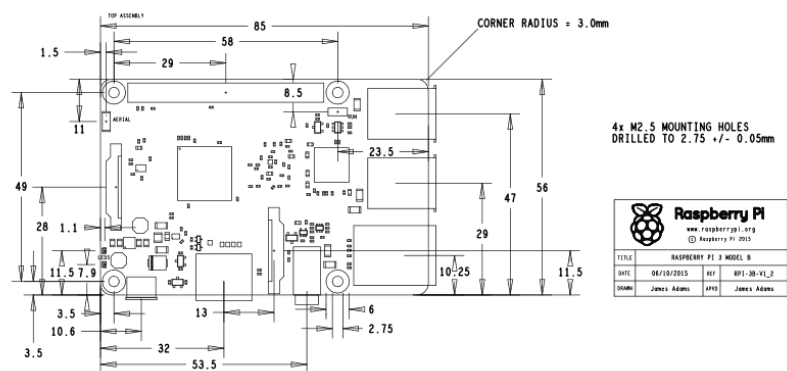 TOP ASSEMBLY
85
CORNER RADIUS = 3.0mm
58
1.5
29
8.5
11
AERIAL
RUN
4x M2.5 MOUNTING HOLES
DRILLED TO 2.75 +/- 0.05mm
23.5
49
47
56
28
29
1.1
LEDS
11.5
7.9
10.25
11.5
3.5
13
6
10.6
2.75
3.5
32
53.5
Raspberry Pi
www.raspberrypi.org
© Raspberry Pi 2015
TITLE RASPBERRY PI 3 MODEL B
DATE 06/10/2015 REF RPI-3B-V1_2
DRAWN James Adams APVD James Adams